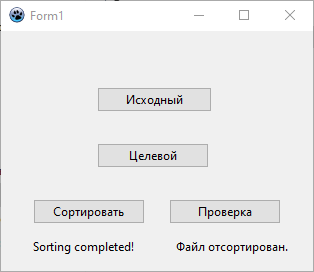 Form1
Исходный
Целевой
Сортировать
Проверка
Sorting completed!
Файл отсортирован.